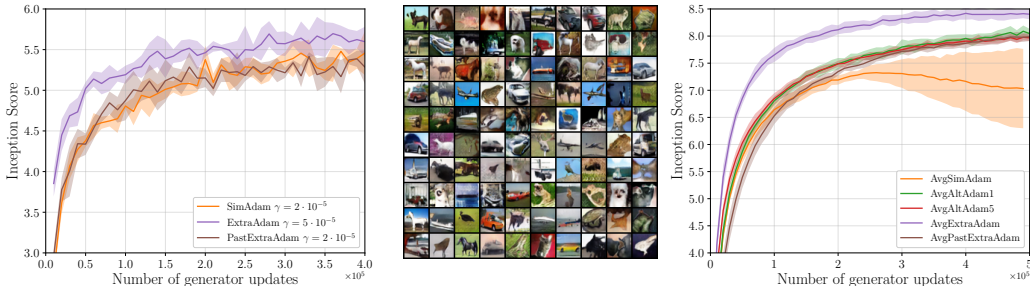 6.0
5.5
5.0
4.5
4.0
3.5
3.0
Inception Score
SimAdam γ = 2 · 10⁻⁵
ExtraAdam γ = 5 · 10⁻⁵
PastExtraAdam γ = 2 · 10⁻⁵
0.0 0.5 1.0 1.5 2.0 2.5 3.0 3.5 4.0
×10⁵
Number of generator updates
8.5
8.0
7.5
7.0
6.5
6.0
5.5
5.0
4.5
4.0
Inception Score
AvgSimAdam
AvgAltAdam1
AvgAltAdam5
AvgExtraAdam
AvgPastExtraAdam
0 1 2 3 4 5
×10⁵
Number of generator updates